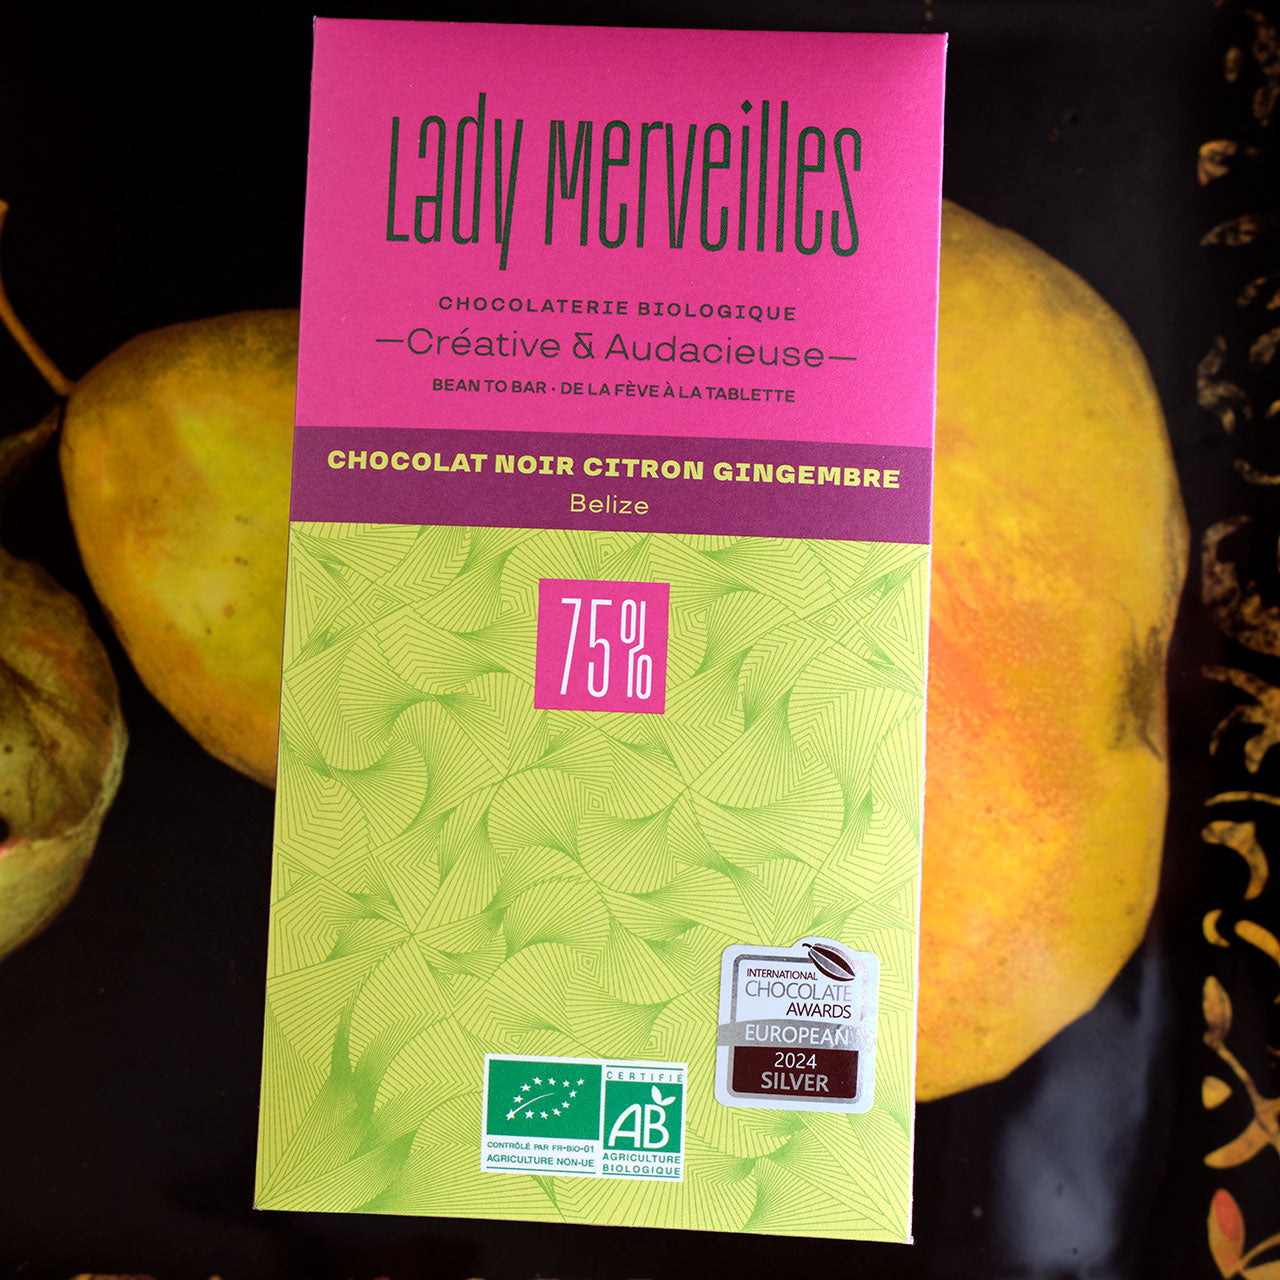 Lady Merveilles
CHOCOLATERIE BIOLOGIQUE
—Créative & Audacieuse—
BEAN TO BAR • DE LA FÈVE À LA TABLETTE
CHOCOLAT NOIR CITRON GINGEMBRE
Belize
75%
INTERNATIONAL
CHOCOLATE
AWARDS
EUROPEAN
2024
SILVER
CERTIFIÉ
AB
CONTRÔLÉ PAR FR-BIO-01
AGRICULTURE NON-UE
AGRICULTURE
BIOLOGIQUE